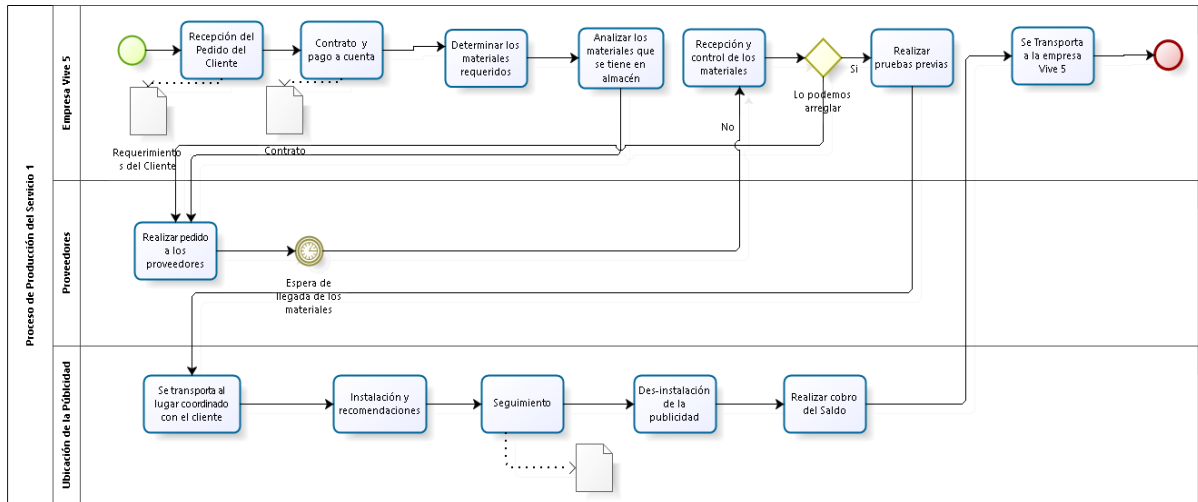 Proceso de Producción del Servicio 1
Empresa Vive 5
Recepción del
Pedido del
Cliente
Contrato y
pago a cuenta
Determinar los
materiales
requeridos
Analizar los
materiales que
se tiene en
almacén
Recepción y
control de los
materiales
Si
Lo podemos
arreglar
No
Realizar
pruebas previas
Se Transporta
a la empresa
Vive 5
Requerimiento
s del Cliente
Contrato
Proveedores
Realizar pedido
a los
proveedores
Espera de
llegada de los
materiales
Ubicación de la Públcidad
Se transporta al
lugar coordinado
con el cliente
Instalación y
recomendaciones
Seguimiento
Des-instalación
de la
publicidad
Realizar cobro
del Saldo